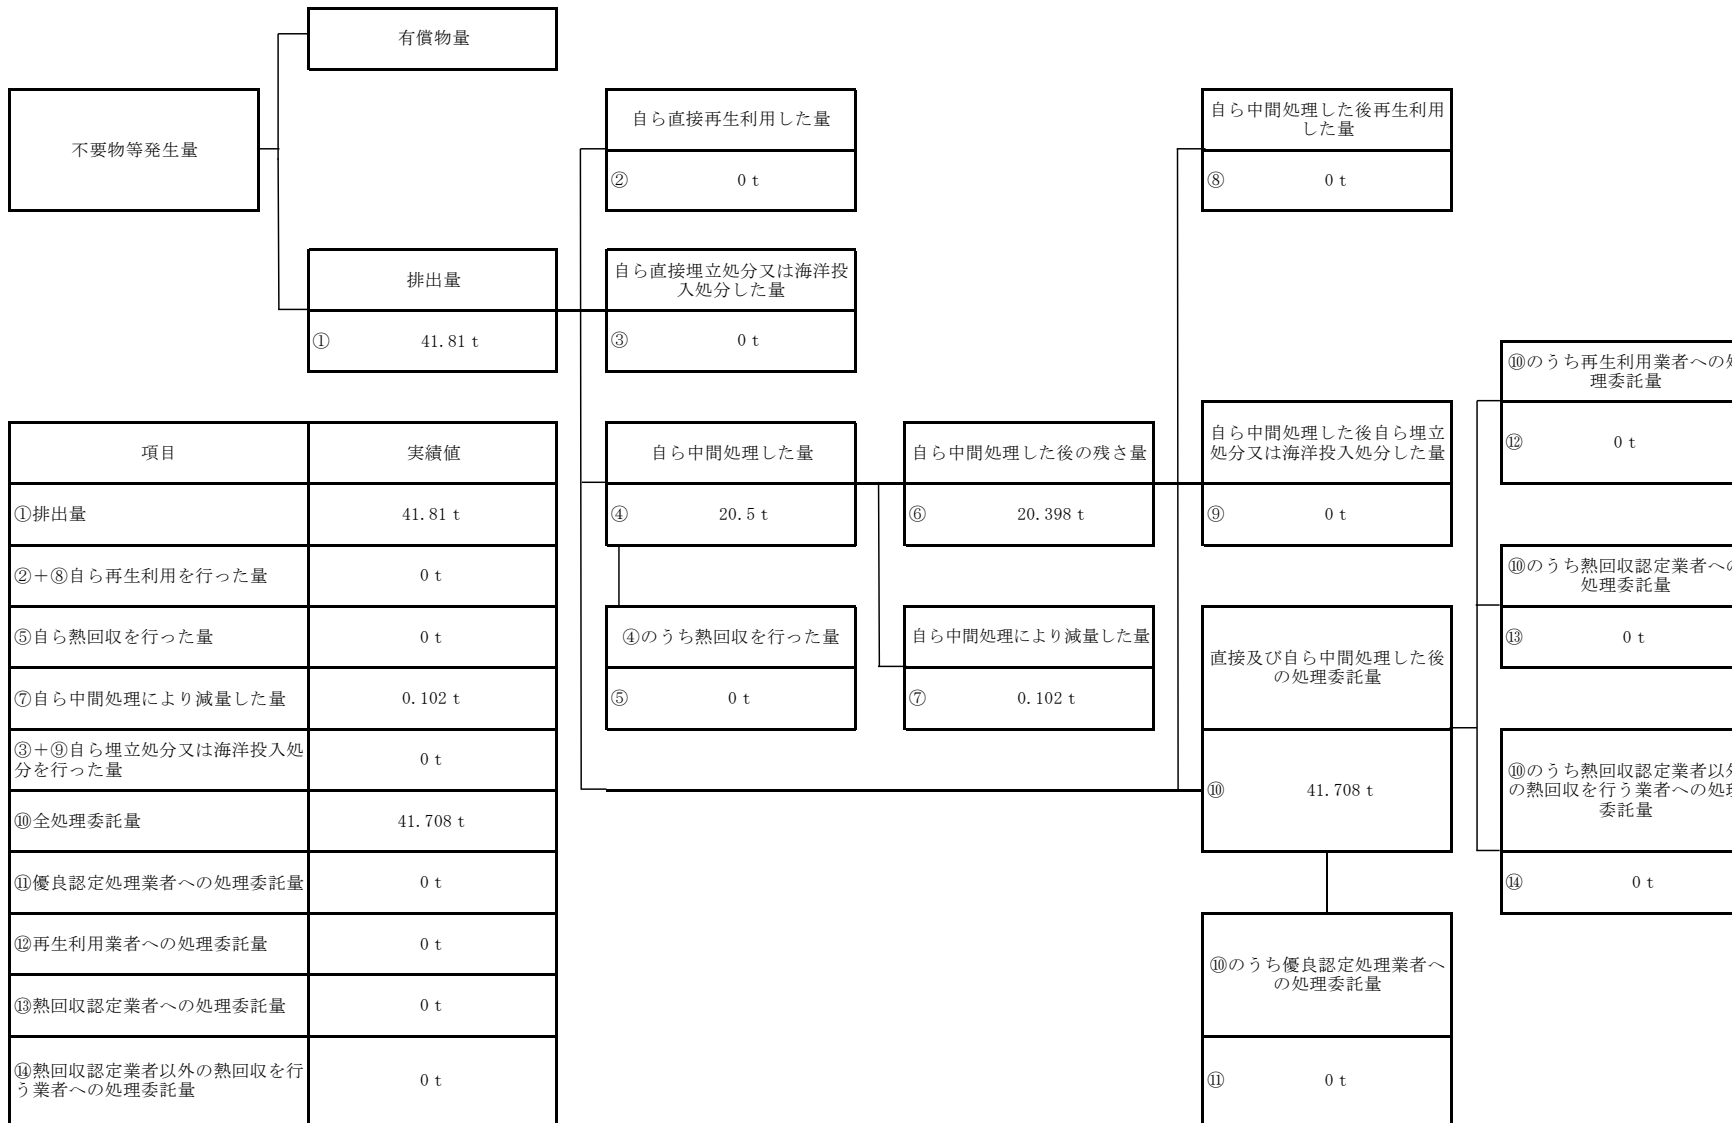 有償物量
不要物等発生量
自ら直接再生利用した量
② 0 t
自ら中間処理した後再生利用
した量
⑧ 0 t
排出量
① 41.81 t
自ら直接埋立処分又は海洋投
入処分した量
③ 0 t
項目 実績値
①排出量 41.81 t
②+⑧自ら再生利用を行った量 0 t
⑤自ら熱回収を行った量 0 t
⑦自ら中間処理により減量した量 0.102 t
③+⑨自ら埋立処分又は海洋投入処
分を行った量 0 t
⑩全処理委託量 41.708 t
⑪優良認定処理業者への処理委託量 0 t
⑫再生利用業者への処理委託量 0 t
⑬熱回収認定業者への処理委託量 0 t
⑭熱回収認定業者以外の熱回収を行
う業者への処理委託量 0 t
自ら中間処理した量
④ 20.5 t
④のうち熱回収を行った量
⑤ 0 t
自ら中間処理した後の残さ量
⑥ 20.398 t
自ら中間処理により減量した量
⑦ 0.102 t
自ら中間処理した後自ら埋立
処分又は海洋投入処分した量
⑨ 0 t
直接及び自ら中間処理した後
の処理委託量
⑩ 41.708 t
⑩のうち優良認定処理業者へ
の処理委託量
⑪ 0 t
⑩のうち再生利用業者への処
理委託量
⑫ 0 t
⑩のうち熱回収認定業者への
処理委託量
⑬ 0 t
⑩のうち熱回収認定業者以外
の熱回収を行う業者への処理
委託量
⑭ 0 t